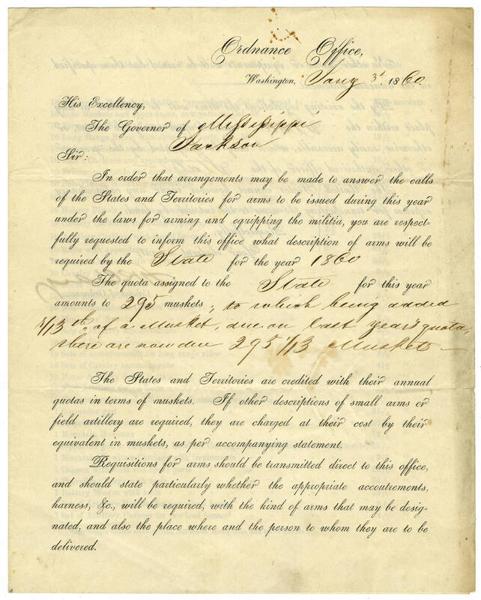 Ordnance Office,
Washington, Jany 3d 1860
His Excellency,
The Governor of Mississippi
Jackson
Sir:
In order that arrangements may be made to answer the calls
of the States and Territories for arms to be issued during this year
under the laws for arming and equipping the militia, you are respect-
fully requested to inform this office what description of arms will be
required by the State for the year 1860
The quota assigned to the State for this year
amounts to 295 muskets; to which being added
1/13th of a Musket, due on last year's quota,
there are now due 295 1/13 Muskets
The States and Territories are credited with their annual
quotas in terms of muskets. If other descriptions of small arms or
field artillery are required, they are charged at their cost by their
equivalent in muskets, as per accompanying statement.
Requisitions for arms should be transmitted direct to this office,
and should state particularly whether the appropriate accoutrements,
harness, &c., will be required, with the kind of arms that may be desig-
nated, and also the place where and the person to whom they are to be
delivered.